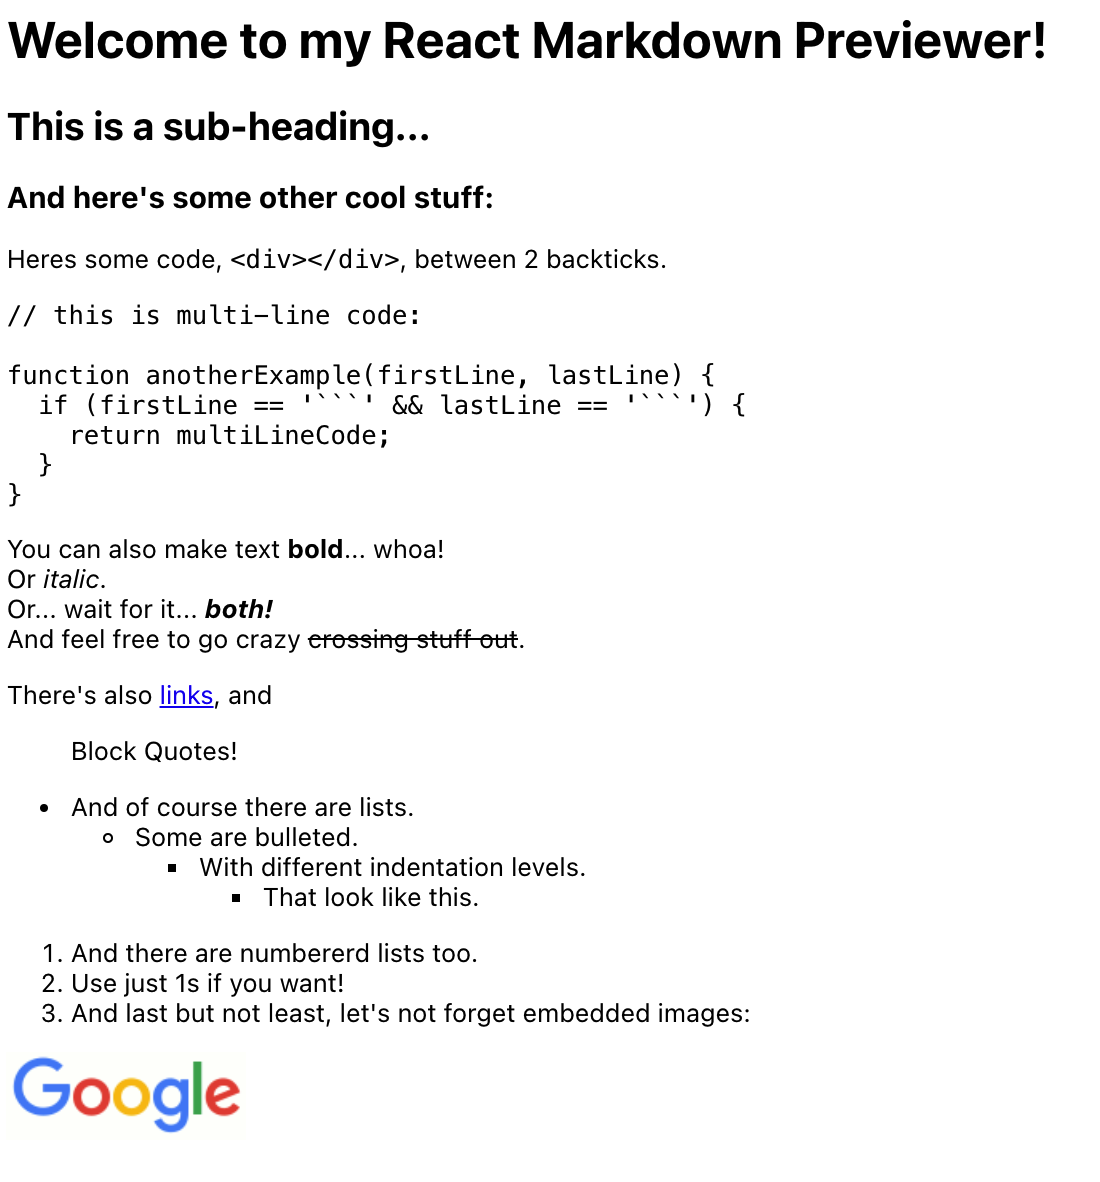 Welcome to my React Markdown Previewer!
This is a sub-heading...
And here's some other cool stuff:
Heres some code, <div></div>, between 2 backticks.
// this is multi-line code:
function anotherExample(firstLine, lastLine) {
  if (firstLine == '```' && lastLine == '```') {
    return multiLineCode;
  }
}
You can also make text bold... whoa!
Or italic.
Or... wait for it... both!
And feel free to go crazy crossing stuff out.
There's also links, and
Block Quotes!
And of course there are lists.
Some are bulleted.
With different indentation levels.
That look like this.
1. And there are numbererd lists too.
2. Use just 1s if you want!
3. And last but not least, let's not forget embedded images:
Google